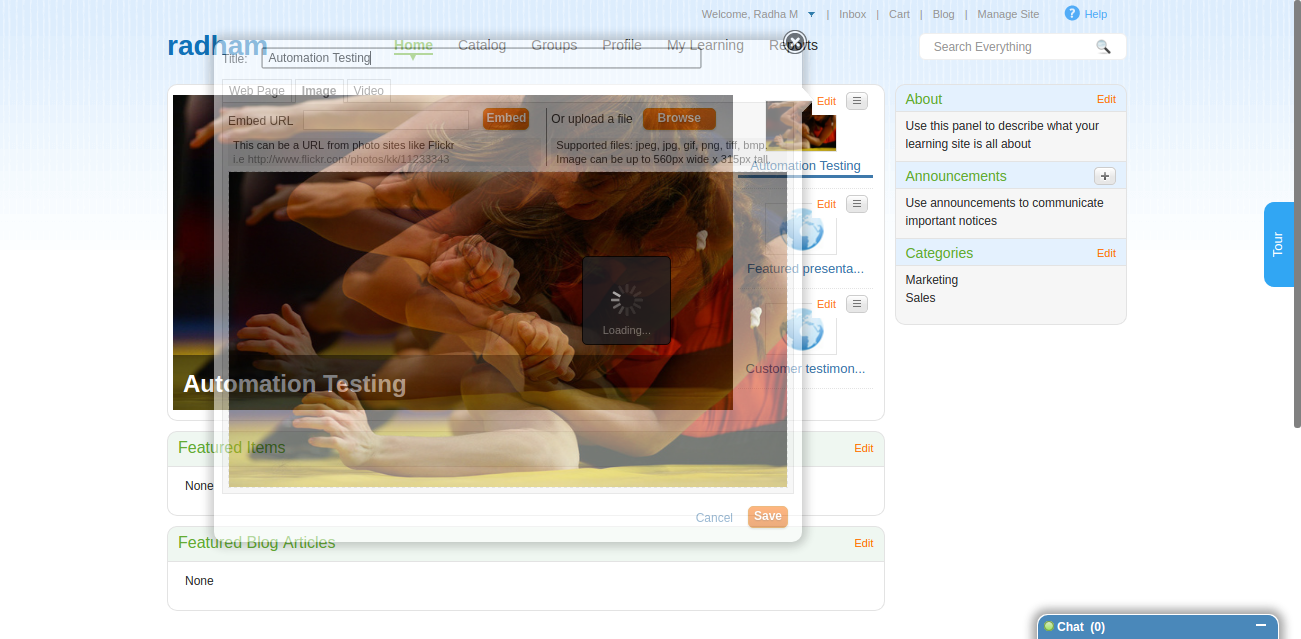 Welcome, Radha M | Inbox | Cart | Blog | Manage Site ? Help
radham
Home Catalog Groups Profile My Learning Reports
Search Everything
Title: Automation Testing
Web Page Image Video
Embed URL Embed Or upload a file Browse
This can be a URL from photo sites like Flickr
i.e http://www.flickr.com/photos/kk/11233343
Supported files: jpeg, jpg, gif, png, tiff, bmp.
Image can be up to 560px wide x 315px tall.
Loading...
Automation Testing
Cancel Save
Edit
Automation Testing
Edit
Featured presenta...
Edit
Customer testimon...
Featured Items Edit
None
Featured Blog Articles Edit
None
About Edit
Use this panel to describe what your
learning site is all about
Announcements +
Use announcements to communicate
important notices
Categories Edit
Marketing
Sales
Tour
Chat (0)